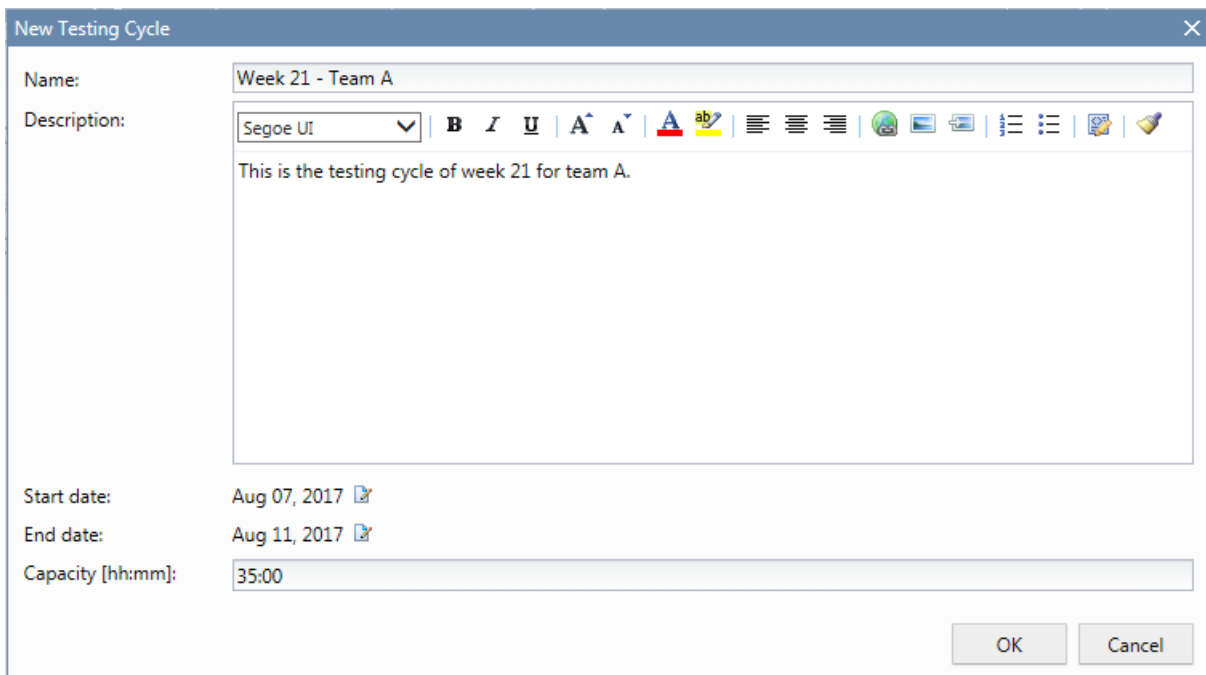 New Testing Cycle
Name: Week 21 - Team A
Description: Segoe UI B I U A A A ab
This is the testing cycle of week 21 for team A.
Start date: Aug 07, 2017
End date: Aug 11, 2017
Capacity [hh:mm]: 35:00
OK Cancel